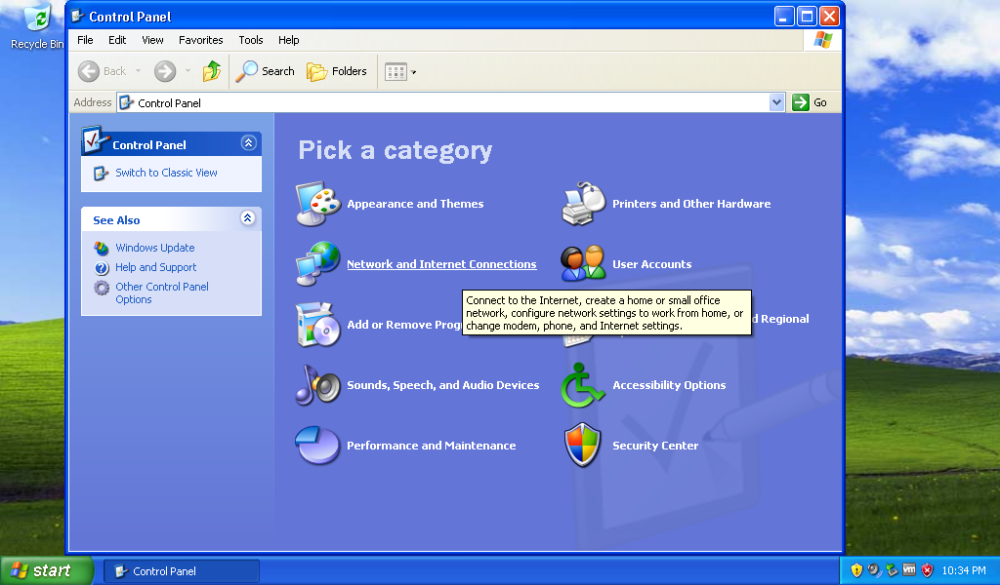 Recycle Bin
Control Panel
File Edit View Favorites Tools Help
Back Search Folders
Address Control Panel Go
Control Panel
Switch to Classic View
See Also
Windows Update
Help and Support
Other Control Panel
Options
Pick a category
Appearance and Themes
Printers and Other Hardware
Network and Internet Connections
User Accounts
Connect to the Internet, create a home or small office
network, configure network settings to work from home, or
change modem, phone, and Internet settings.
Add or Remove
Regional
Sounds, Speech, and Audio Devices
Accessibility Options
Performance and Maintenance
Security Center
start
Control Panel
vm
10:34 PM